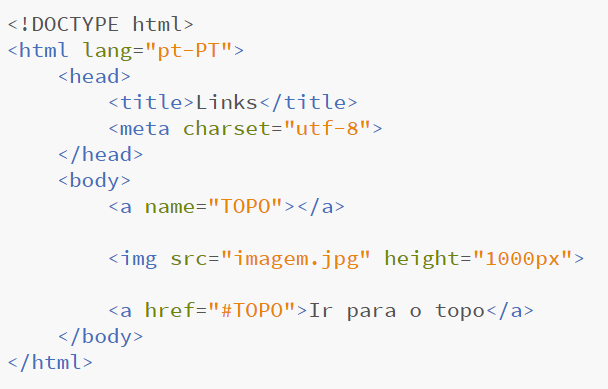 <!DOCTYPE html>
<html lang="pt-PT">
    <head>
        <title>Links</title>
        <meta charset="utf-8">
    </head>
    <body>
        <a name="TOPO"></a>

        <img src="imagem.jpg" height="1000px">

        <a href="#TOPO">Ir para o topo</a>
    </body>
</html>